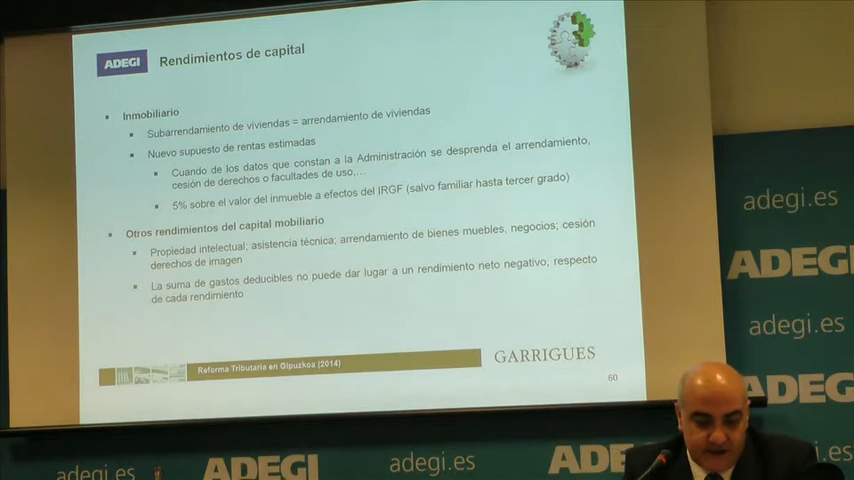 ADEGI
Rendimientos de capital
Inmobiliario
Subarrendamiento de viviendas = arrendamiento de viviendas
Nuevo supuesto de rentas estimadas
Cuando de los datos que constan a la Administración se desprenda el arrendamiento,
cesión de derechos o facultades de uso,…
5% sobre el valor del inmueble a efectos del IRGF (salvo familiar hasta tercer grado)
Otros rendimientos del capital mobiliario
Propiedad intelectual; asistencia técnica; arrendamiento de bienes muebles, negocios; cesión
derechos de imagen
La suma de gastos deducibles no puede dar lugar a un rendimiento neto negativo, respecto
de cada rendimiento
Reforma Tributaria en Gipuzkoa (2014)
GARRIGUES
60
adegi.es
ADEGI
adegi.es
ADEGI
adegi.es
ADEGI
adegi.es
ADE
i.es